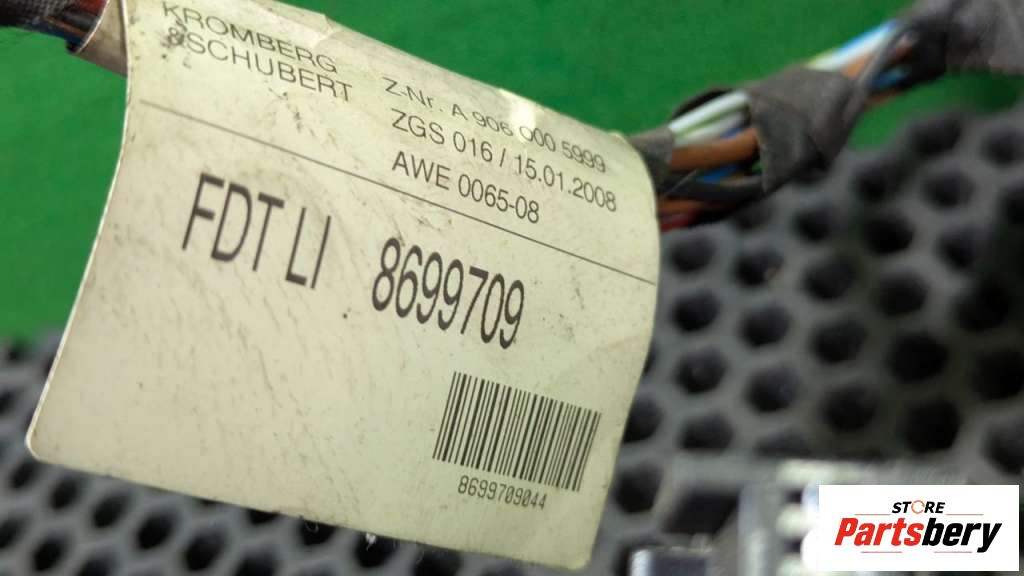 KROMBERG
&SCHUBERT
Z-Nr. A 906 000 5999
ZGS 016 / 15.01.2008
AWE 0065-08
FDT LI 8699709
8699709044
STORE
Partsbery